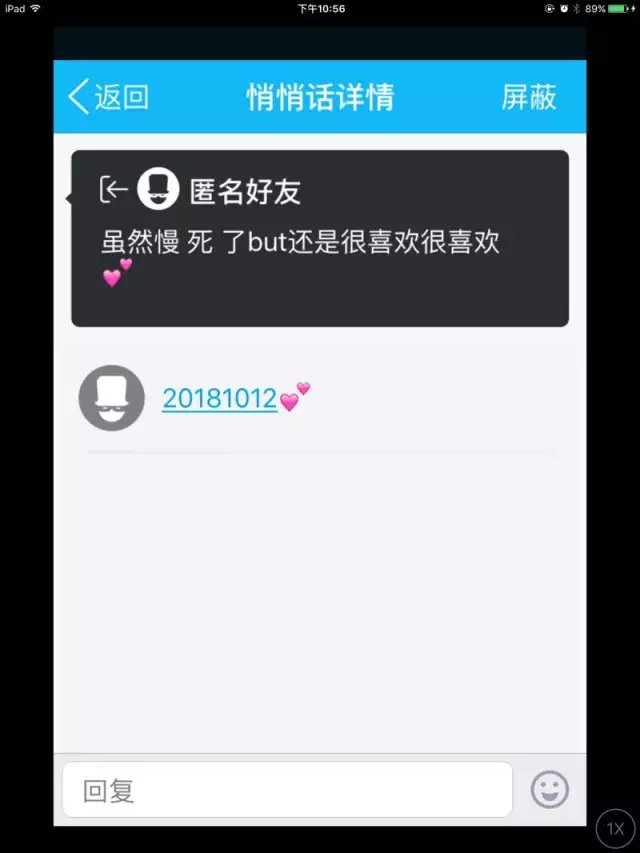 iPad 下午10:56 89%
返回 悄悄话详情 屏蔽
匿名好友
虽然慢 死 了but还是很喜欢很喜欢
💕
20181012💕
回复
1X